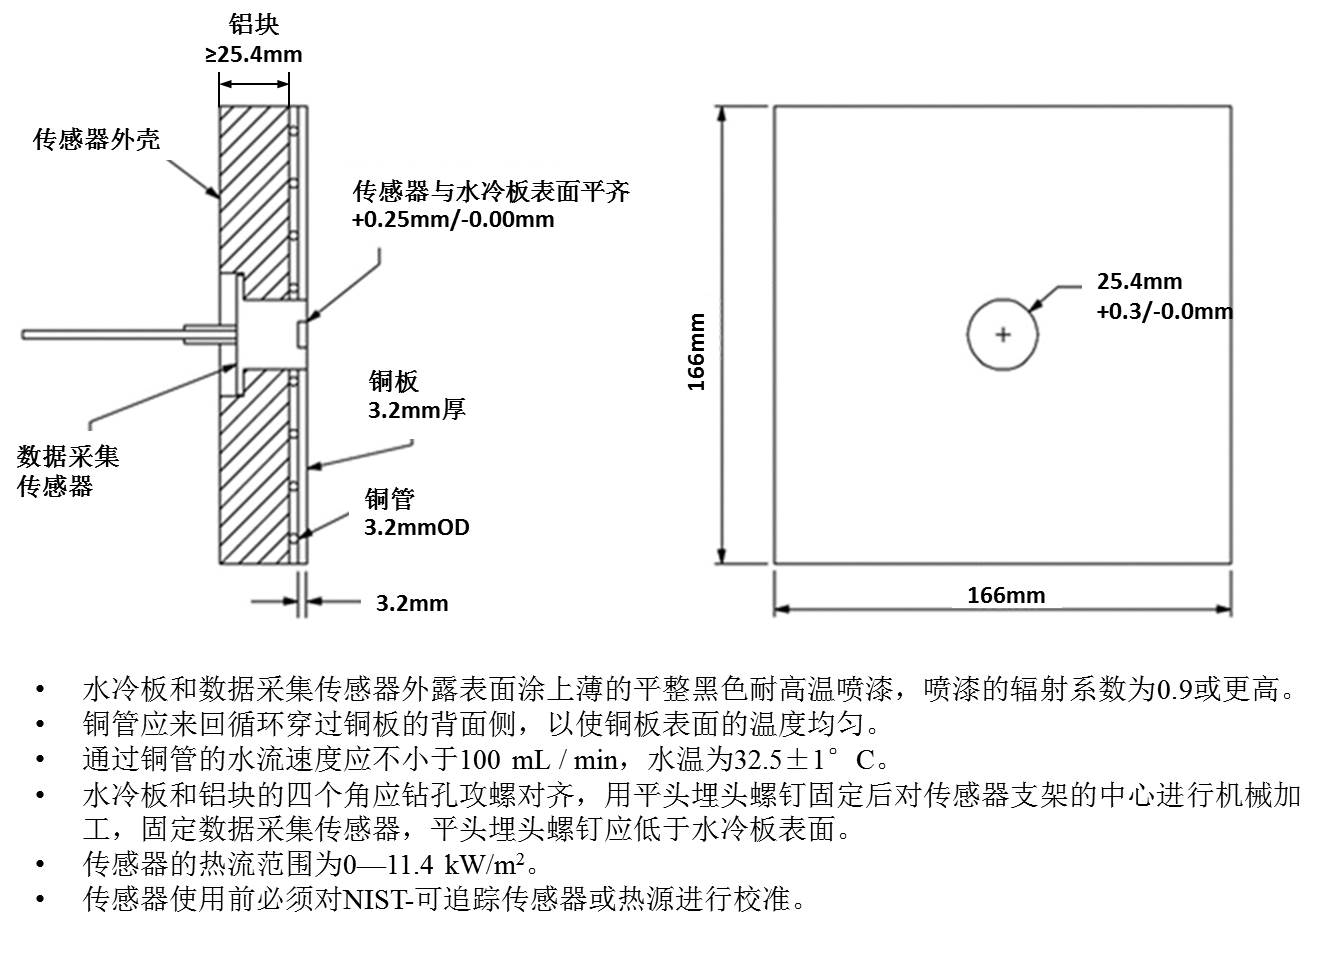 铝块
≥25.4mm
传感器外壳
传感器与水冷板表面平齐
+0.25mm/-0.00mm
25.4mm
+0.3/-0.0mm
166mm
铜板
3.2mm厚
数据采集
传感器
铜管
3.2mmOD
3.2mm
166mm
• 水冷板和数据采集传感器外露表面涂上薄的平整黑色耐高温喷漆，喷漆的辐射系数为0.9或更高。
• 铜管应来回循环穿过铜板的背面侧，以使铜板表面的温度均匀。
• 通过铜管的水流速度应不小于100 mL / min，水温为32.5±1°C。
• 水冷板和铝块的四个角应钻孔攻螺对齐，用平头埋头螺钉固定后对传感器支架的中心进行机械加
工，固定数据采集传感器，平头埋头螺钉应低于水冷板表面。
• 传感器的热流范围为0—11.4 kW/m²。
• 传感器使用前必须对NIST-可追踪传感器或热源进行校准。